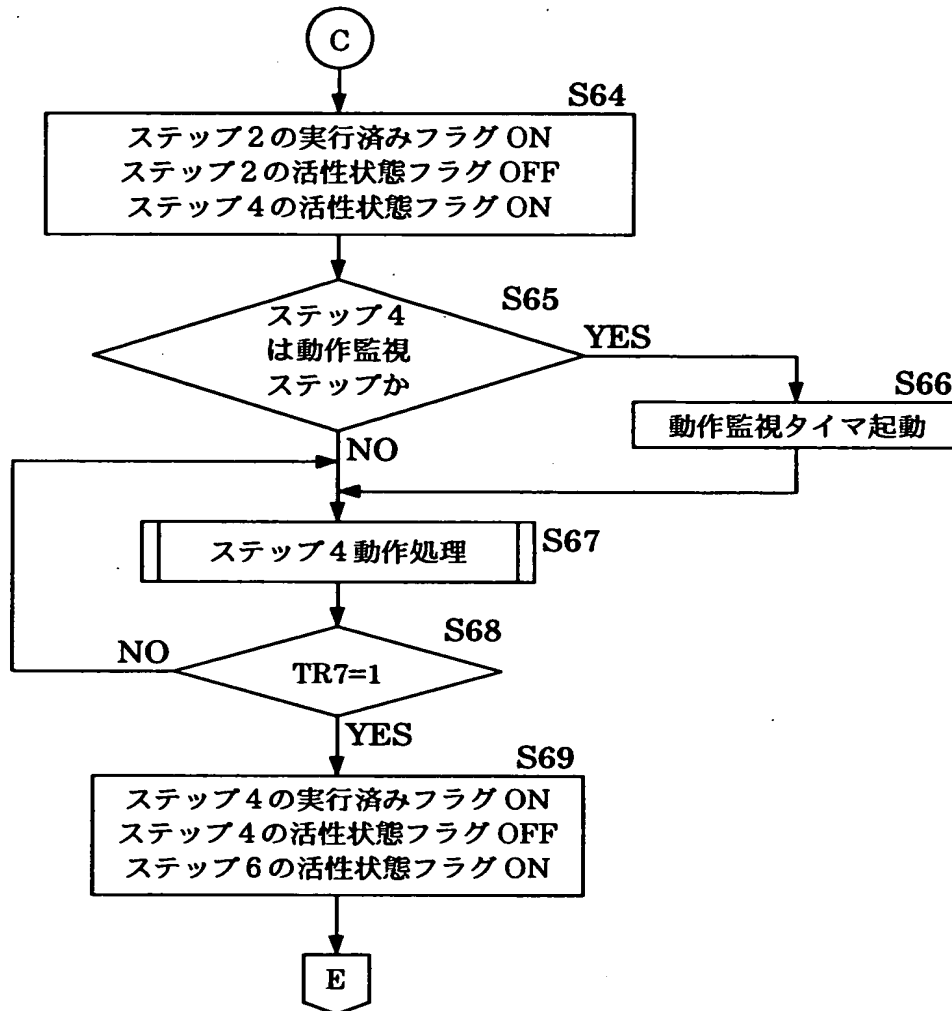 C
S64
ステップ2の実行済みフラグ ON
ステップ2の活性状態フラグ OFF
ステップ4の活性状態フラグ ON
S65
ステップ4
は動作監視
ステップか
YES
S66
動作監視タイマ起動
NO
ステップ4動作処理
S67
S68
NO
TR7=1
YES
S69
ステップ4の実行済みフラグ ON
ステップ4の活性状態フラグ OFF
ステップ6の活性状態フラグ ON
E